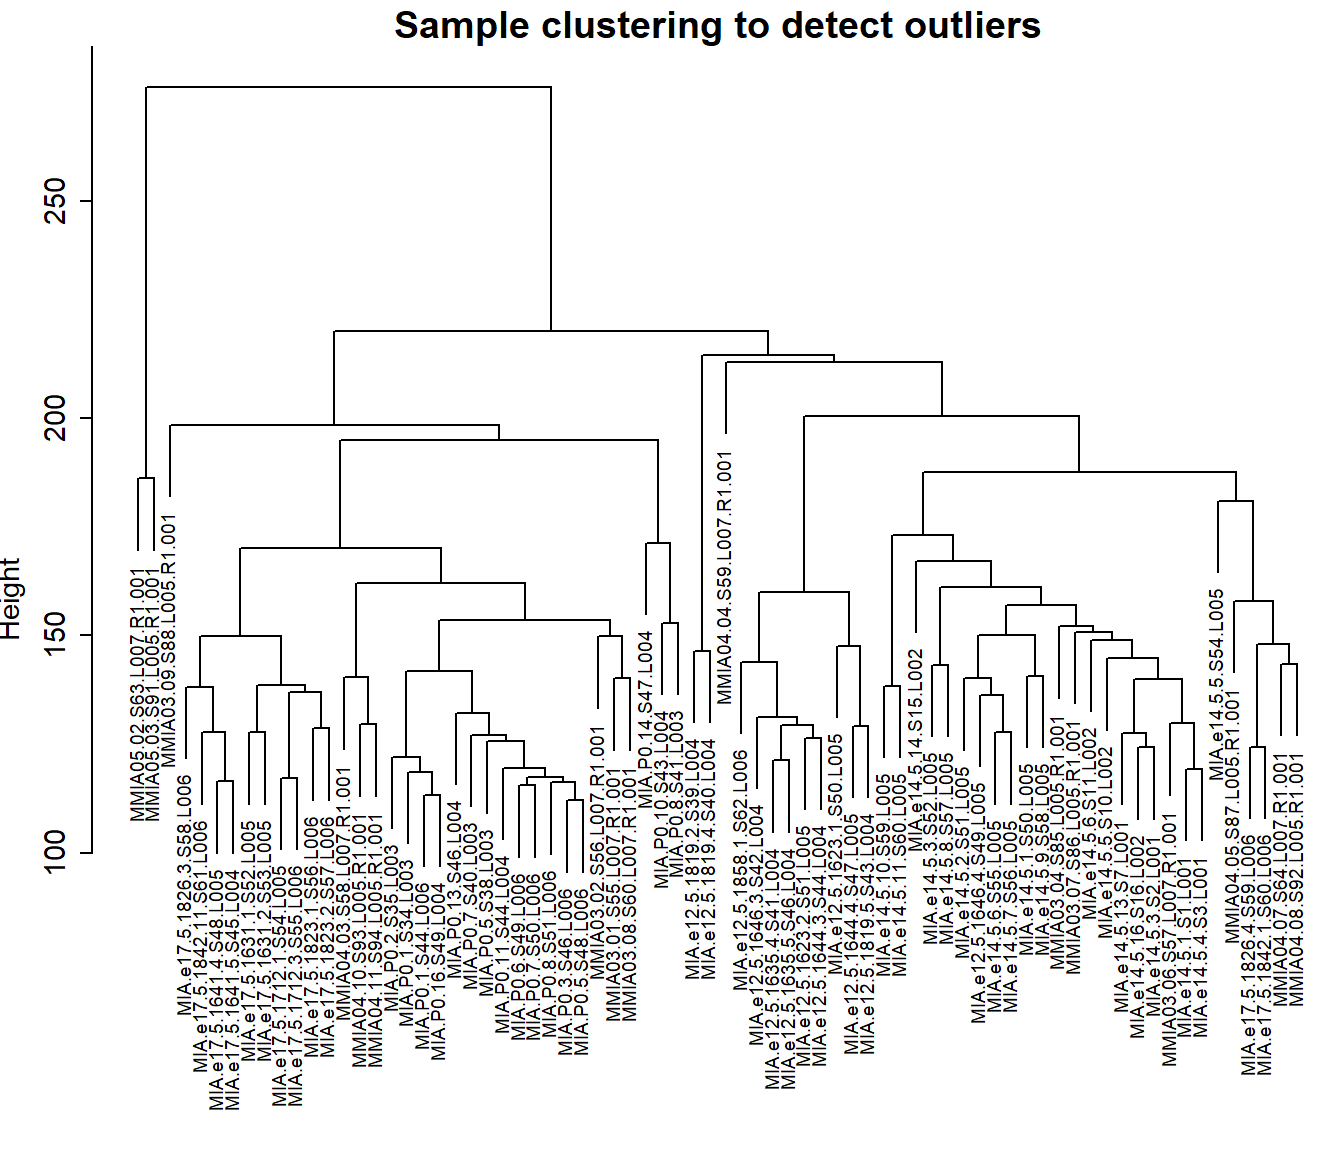 Sample clustering to detect outliers
Height
250
200
150
100
MMIA05.02.S63.L007.R1.001
MMIA05.03.S91.L005.R1.001
MMIA03.09.S88.L005.R1.001
MIA.e17.5.1826.3.S58.L006
MIA.e17.5.1842.11.S61.L006
MIA.e17.5.1641.4.S48.L005
MIA.e17.5.1641.5.S45.L004
MIA.e17.5.1631.1.S52.L005
MIA.e17.5.1631.2.S53.L005
MIA.e17.5.1712.1.S54.L005
MIA.e17.5.1712.3.S55.L006
MIA.e17.5.1823.1.S56.L006
MIA.e17.5.1823.2.S57.L006
MMIA04.03.S58.L007.R1.001
MMIA04.10.S93.L005.R1.001
MMIA04.11.S94.L005.R1.001
MIA.P0.2.S35.L003
MIA.P0.1.S34.L003
MIA.P0.1.S44.L006
MIA.P0.16.S49.L004
MIA.P0.13.S46.L004
MIA.P0.7.S40.L003
MIA.P0.5.S38.L003
MIA.P0.11.S44.L004
MIA.P0.6.S49.L006
MIA.P0.7.S50.L006
MIA.P0.8.S51.L006
MIA.P0.3.S46.L006
MIA.P0.5.S48.L006
MMIA03.02.S56.L007.R1.001
MMIA03.01.S55.L007.R1.001
MMIA03.08.S60.L007.R1.001
MIA.P0.14.S47.L004
MIA.P0.10.S43.L004
MIA.P0.8.S41.L003
MIA.e12.5.1819.2.S39.L004
MIA.e12.5.1819.4.S40.L004
MMIA04.04.S59.L007.R1.001
MIA.e12.5.1858.1.S62.L006
MIA.e12.5.1646.3.S42.L004
MIA.e12.5.1635.4.S41.L004
MIA.e12.5.1635.5.S46.L004
MIA.e12.5.1623.2.S51.L005
MIA.e12.5.1644.3.S44.L004
MIA.e12.5.1623.1.S50.L005
MIA.e12.5.1644.4.S47.L005
MIA.e12.5.1819.5.S43.L004
MIA.e14.5.10.S59.L005
MIA.e14.5.11.S60.L005
MIA.e14.5.14.S15.L002
MIA.e14.5.3.S52.L005
MIA.e14.5.8.S57.L005
MIA.e14.5.2.S51.L005
MIA.e12.5.1646.4.S49.L005
MIA.e14.5.6.S55.L005
MIA.e14.5.7.S56.L005
MIA.e14.5.1.S50.L005
MIA.e14.5.9.S58.L005
MMIA03.04.S85.L005.R1.001
MMIA03.07.S86.L005.R1.001
MIA.e14.5.6.S11.L002
MIA.e14.5.5.S10.L002
MIA.e14.5.13.S7.L001
MIA.e14.5.16.S16.L002
MIA.e14.5.3.S2.L001
MMIA03.06.S57.L007.R1.001
MIA.e14.5.1.S1.L001
MIA.e14.5.4.S3.L001
MIA.e14.5.5.S54.L005
MMIA04.05.S87.L005.R1.001
MIA.e17.5.1826.4.S59.L006
MIA.e17.5.1842.1.S60.L006
MMIA04.07.S64.L007.R1.001
MMIA04.08.S92.L005.R1.001